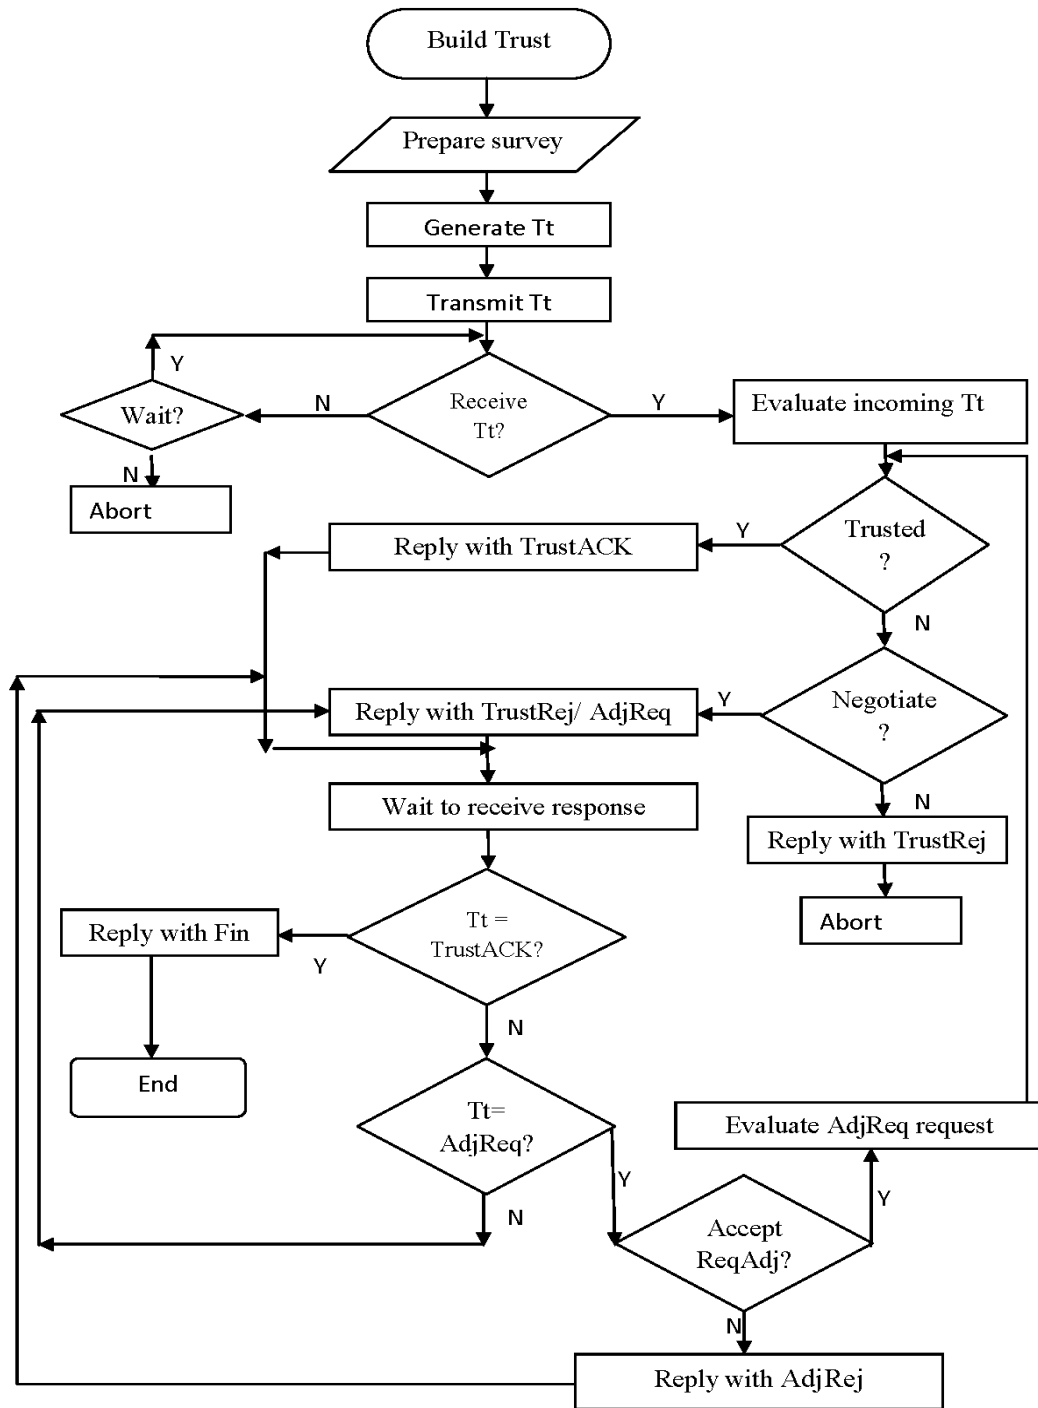 Build Trust
Prepare survey
Generate Tt
Transmit Tt
Y
Wait?
N
Receive
Tt?
Y
Evaluate incoming Tt
N
Abort
Reply with TrustACK
Y
Trusted
?
N
Reply with TrustRej/ AdjReq
Y
Negotiate
?
Wait to receive response
N
Reply with TrustRej
Abort
Reply with Fin
Y
Tt =
TrustACK?
N
End
Tt=
AdjReq?
Evaluate AdjReq request
Y
N
Accept
ReqAdj?
Y
N
Reply with AdjRej